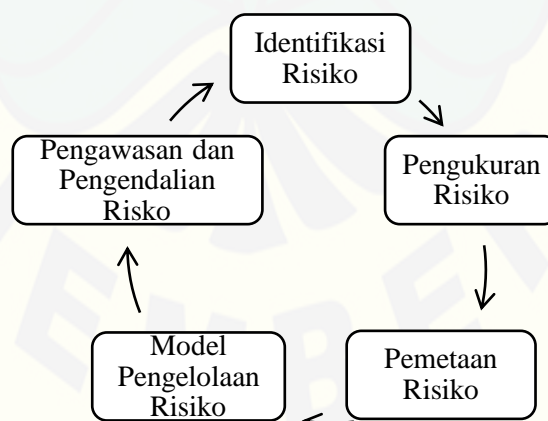 Identifikasi
Risiko
Pengukuran
Risiko
Pemetaan
Risiko
Model
Pengelolaan
Risiko
Pengawasan dan
Pengendalian
Risko